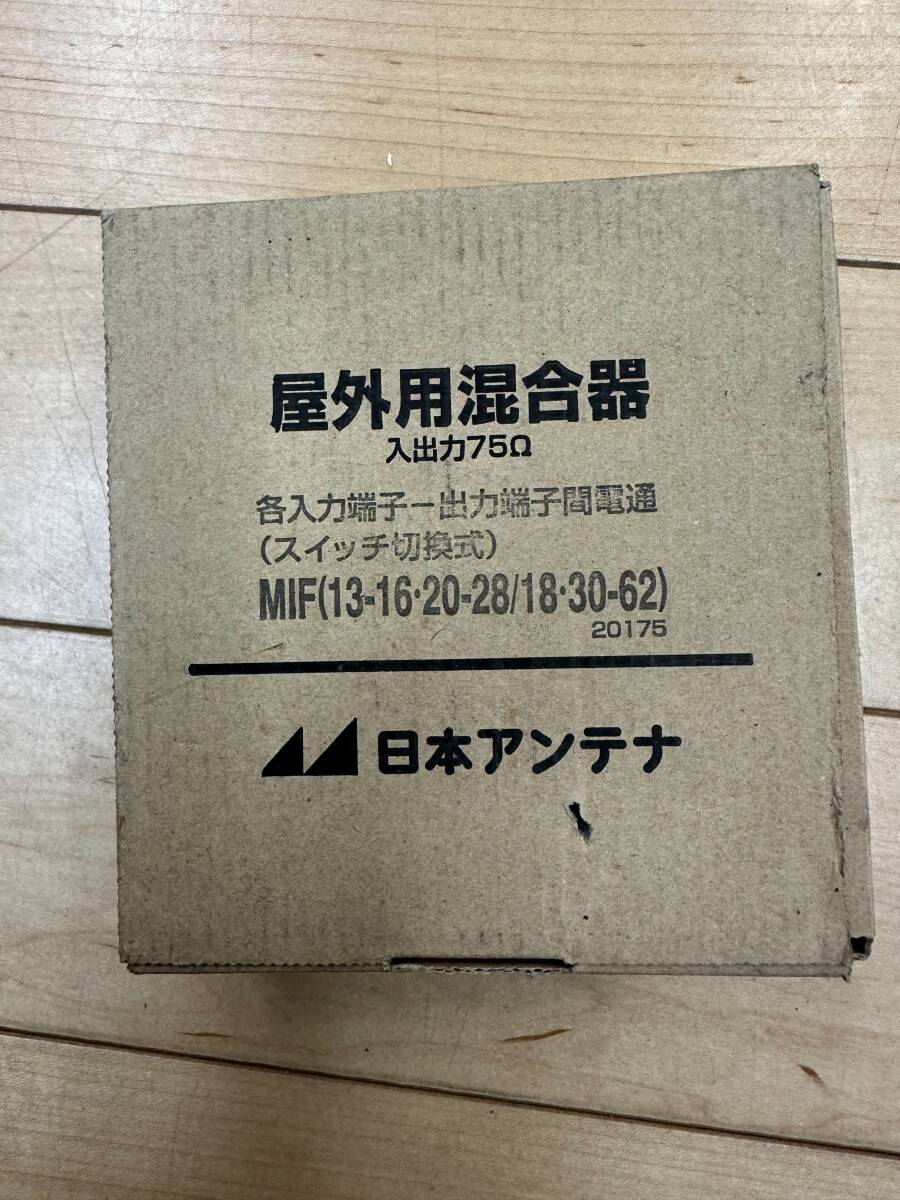 屋外用混合器
入出力75Ω
各入力端子ー出力端子間電通
(スイッチ切換式)
MIF(13-16・20-28/18・30-62)
20175
日本アンテナ